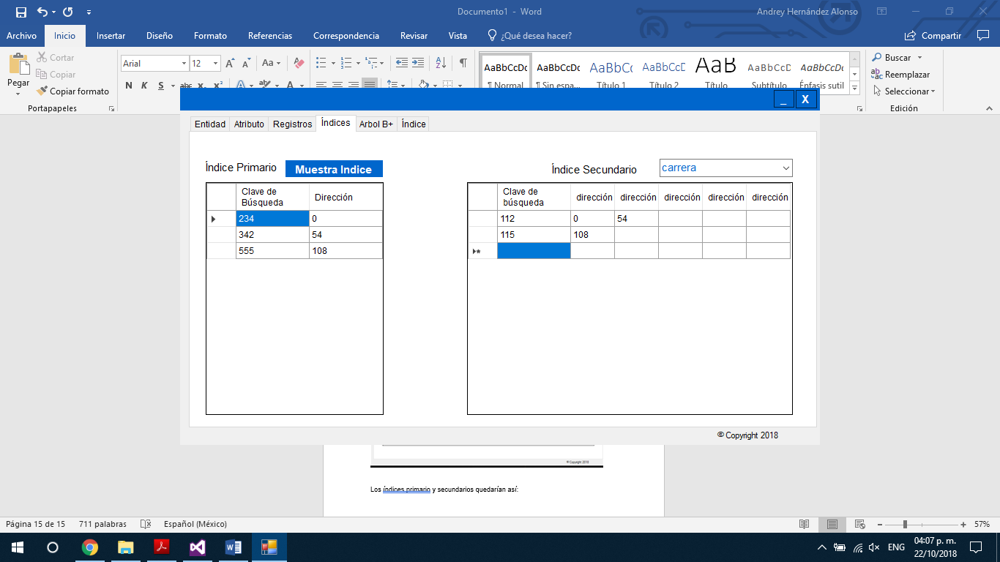 Documento1 - Word
Andrey Hernández Alonso
Archivo Inicio Insertar Diseño Formato Referencias Correspondencia Revisar Vista ¿Qué desea hacer? Compartir
Pegar
Cortar
Copiar
Copiar formato
Portapapeles
Arial 12
Aa
N K S abc x₂ x²
AaBbCcDc AaBbCcDc AaBbCc AaBbCcD AaB AaBbCcD AaBbCcDc
¶ Normal ¶ Sin espa... Título 1 Título 2 Título Subtítulo Énfasis sutil
Buscar
Reemplazar
Seleccionar
Edición
_ X
Entidad Atributo Registros Índices Arbol B+ Índice
Índice Primario Muestra Indice
Índice Secundario carrera
Clave de Búsqueda Dirección
234 0
342 54
555 108
Clave de búsqueda dirección dirección dirección dirección dirección
112 0 54
115 108
© Copyright 2018
© Copyright 2018
Los índices primario y secundarios quedarían así:
Página 15 de 15 711 palabras Español (México) 57%
ENG
04:07 p. m.
22/10/2018